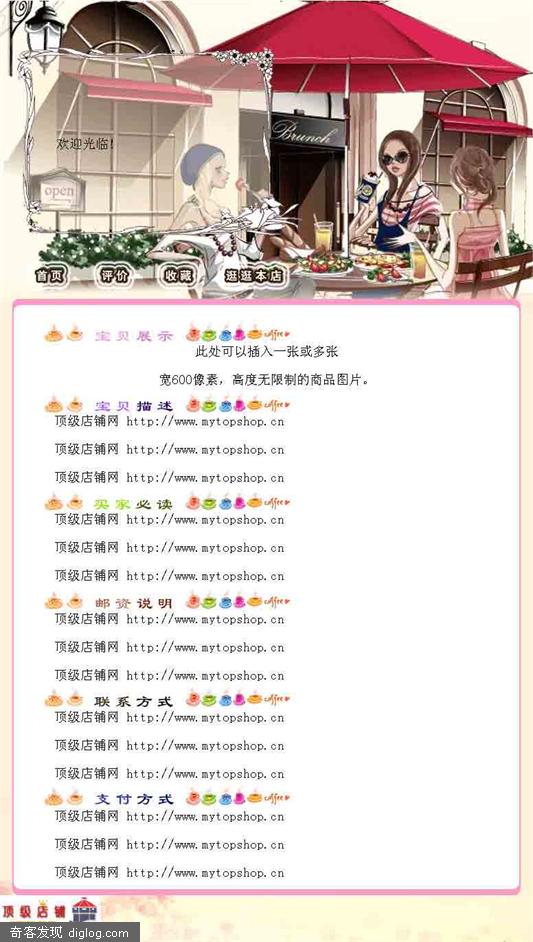 Brunch
欢迎光临！
open
首页 评价 收藏 逛逛本店
宝贝展示 coffee
此处可以插入一张或多张
宽600像素，高度无限制的商品图片。
宝贝描述 coffee
顶级店铺网 http://www.mytopshop.cn
顶级店铺网 http://www.mytopshop.cn
顶级店铺网 http://www.mytopshop.cn
买家必读 coffee
顶级店铺网 http://www.mytopshop.cn
顶级店铺网 http://www.mytopshop.cn
顶级店铺网 http://www.mytopshop.cn
邮资说明 coffee
顶级店铺网 http://www.mytopshop.cn
顶级店铺网 http://www.mytopshop.cn
顶级店铺网 http://www.mytopshop.cn
联系方式 coffee
顶级店铺网 http://www.mytopshop.cn
顶级店铺网 http://www.mytopshop.cn
顶级店铺网 http://www.mytopshop.cn
支付方式 coffee
顶级店铺网 http://www.mytopshop.cn
顶级店铺网 http://www.mytopshop.cn
顶级店铺网 http://www.mytopshop.cn
顶级店铺
奇客发现 diglog.com